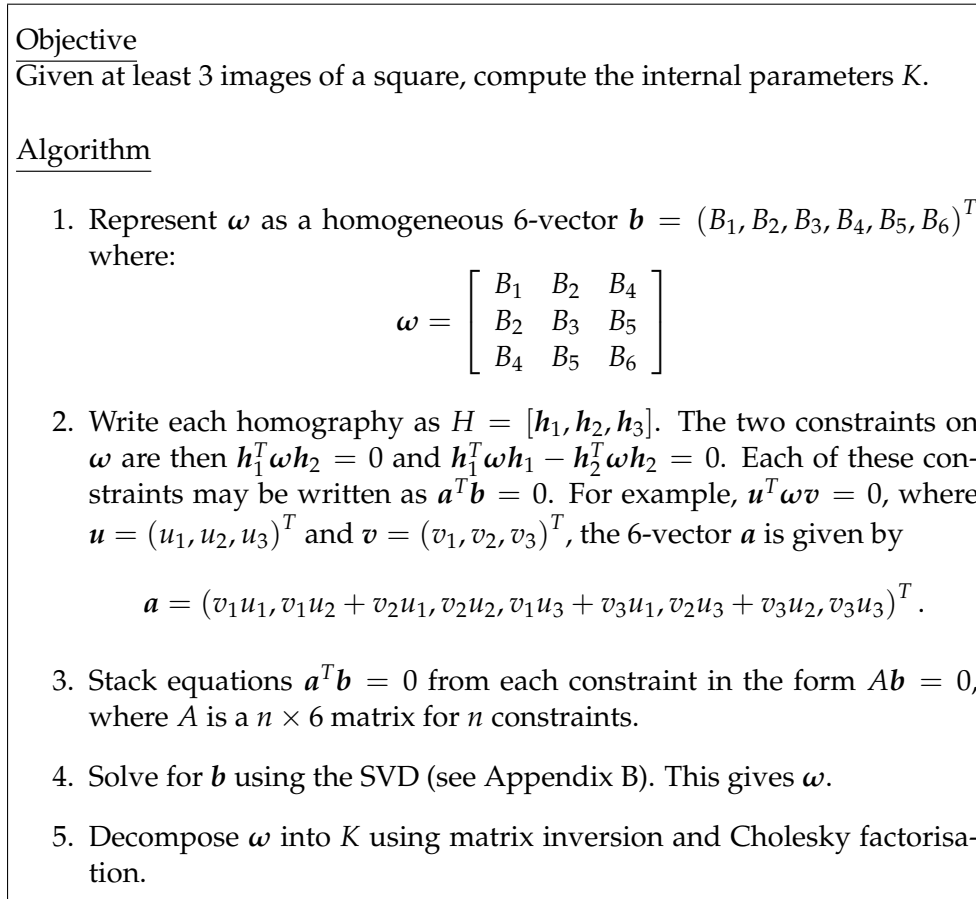 Objective
Given at least 3 images of a square, compute the internal parameters K.
Algorithm
1. Represent ω as a homogeneous 6-vector b = (B₁, B₂, B₃, B₄, B₅, B₆)ᵀ
where:
ω = [ B₁ B₂ B₄
B₂ B₃ B₅
B₄ B₅ B₆ ]
2. Write each homography as H = [h₁, h₂, h₃]. The two constraints on
ω are then h₁ᵀωh₂ = 0 and h₁ᵀωh₁ − h₂ᵀωh₂ = 0. Each of these con-
straints may be written as aᵀb = 0. For example, uᵀωv = 0, where
u = (u₁, u₂, u₃)ᵀ and v = (v₁, v₂, v₃)ᵀ, the 6-vector a is given by
a = (v₁u₁, v₁u₂ + v₂u₁, v₂u₂, v₁u₃ + v₃u₁, v₂u₃ + v₃u₂, v₃u₃)ᵀ.
3. Stack equations aᵀb = 0 from each constraint in the form Ab = 0,
where A is a n × 6 matrix for n constraints.
4. Solve for b using the SVD (see Appendix B). This gives ω.
5. Decompose ω into K using matrix inversion and Cholesky factorisa-
tion.